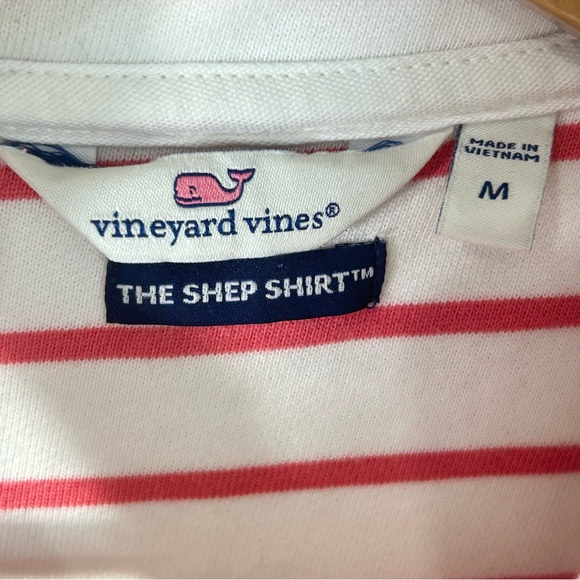 vineyard vines®
THE SHEP SHIRT™
MADE IN
VIETNAM
M